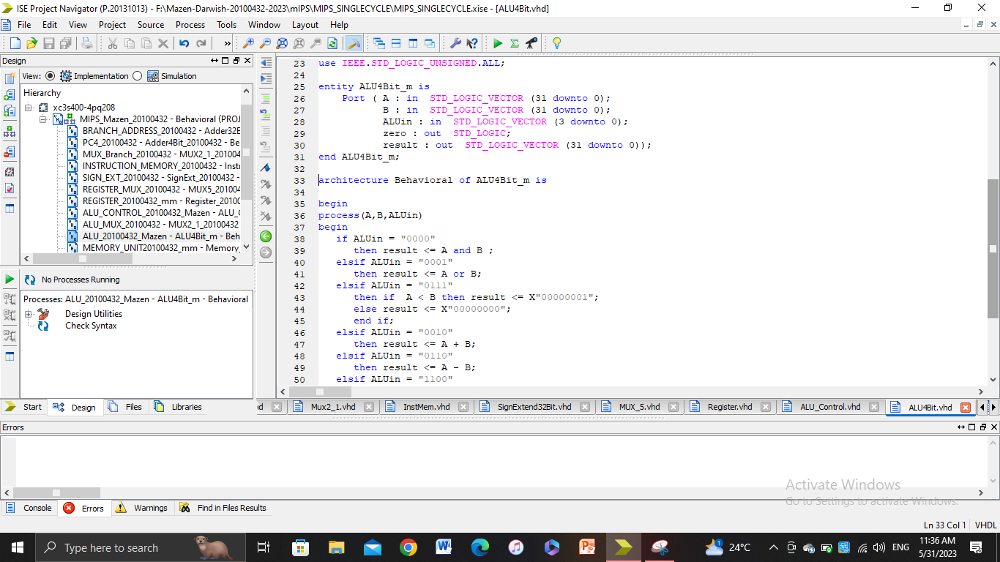 ISE Project Navigator (P.20131013) - F:\Mazen-Darwish-20100432-2023\mIPS\MIPS_SINGLECYCLE\MIPS_SINGLECYCLE.xise - [ALU4Bit.vhd]
File Edit View Project Source Process Tools Window Layout Help
Design
View: Implementation Simulation
Hierarchy
xc3s400-4pq208
MIPS_Mazen_20100432 - Behavioral (PROJ
BRANCH_ADDRESS_20100432 - Adder32B
PC4_20100432 - Adder4Bit_20100432 - Be
MUX_Branch_20100432 - MUX2_1_201004
INSTRUCTION_MEMORY_20100432 - Instr
SIGN_EXT_20100432 - SignExt_20100432 -
REGISTER_MUX_20100432 - MUX5_201004
REGISTER_20100432_mm - Register_20100
ALU_CONTROL_20100432_Mazen - ALU_
ALU_MUX_20100432 - MUX2_1_20100432
ALU_20100432_Mazen - ALU4Bit_m - Beh
MEMORY_UNIT20100432_mm - Memory_
No Processes Running
Processes: ALU_20100432_Mazen - ALU4Bit_m - Behavioral
Design Utilities
Check Syntax
Start Design Files Libraries
23 use IEEE.STD_LOGIC_UNSIGNED.ALL;
24
25 entity ALU4Bit_m is
26 Port ( A : in STD_LOGIC_VECTOR (31 downto 0);
27 B : in STD_LOGIC_VECTOR (31 downto 0);
28 ALUin : in STD_LOGIC_VECTOR (3 downto 0);
29 zero : out STD_LOGIC;
30 result : out STD_LOGIC_VECTOR (31 downto 0));
31 end ALU4Bit_m;
32
33 architecture Behavioral of ALU4Bit_m is
34
35 begin
36 process(A,B,ALUin)
37 begin
38 if ALUin = "0000"
39 then result <= A and B ;
40 elsif ALUin = "0001"
41 then result <= A or B;
42 elsif ALUin = "0111"
43 then if A < B then result <= X"00000001";
44 else result <= X"00000000";
45 end if;
46 elsif ALUin = "0010"
47 then result <= A + B;
48 elsif ALUin = "0110"
49 then result <= A - B;
50 elsif ALUin = "1100"
d Mux2_1.vhd InstMem.vhd SignExtend32Bit.vhd MUX_5.vhd Register.vhd ALU_Control.vhd ALU4Bit.vhd
Errors
Activate Windows
Go to Settings to activate Windows.
Console Errors Warnings Find in Files Results
Ln 33 Col 1 VHDL
Type here to search
1 24°C ENG 11:36 AM
5/31/2023